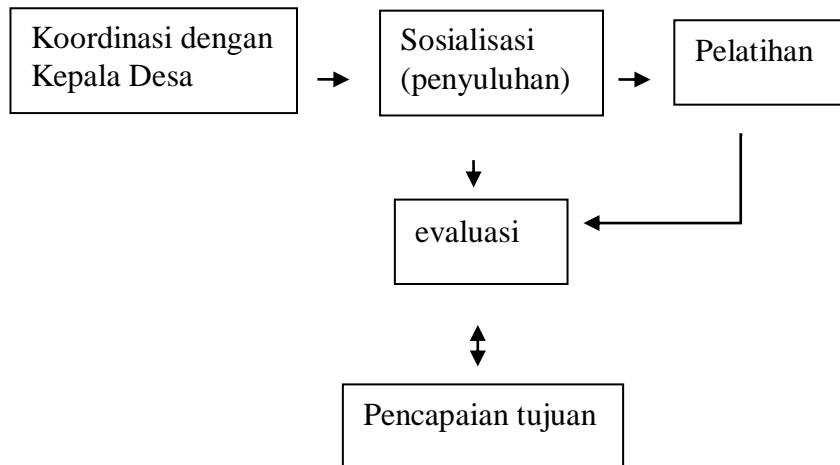 Koordinasi dengan
Kepala Desa
Sosialisasi
(penyuluhan)
Pelatihan
evaluasi
Pencapaian tujuan